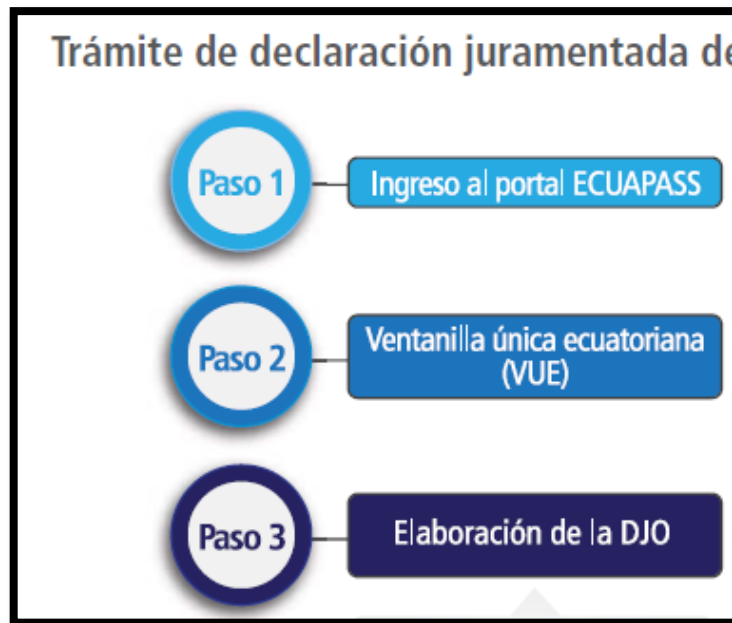 Trámite de declaración juramentada de
Paso 1
Ingreso al portal ECUAPASS
Paso 2
Ventanilla única ecuatoriana
(VUE)
Paso 3
Elaboración de la DJO